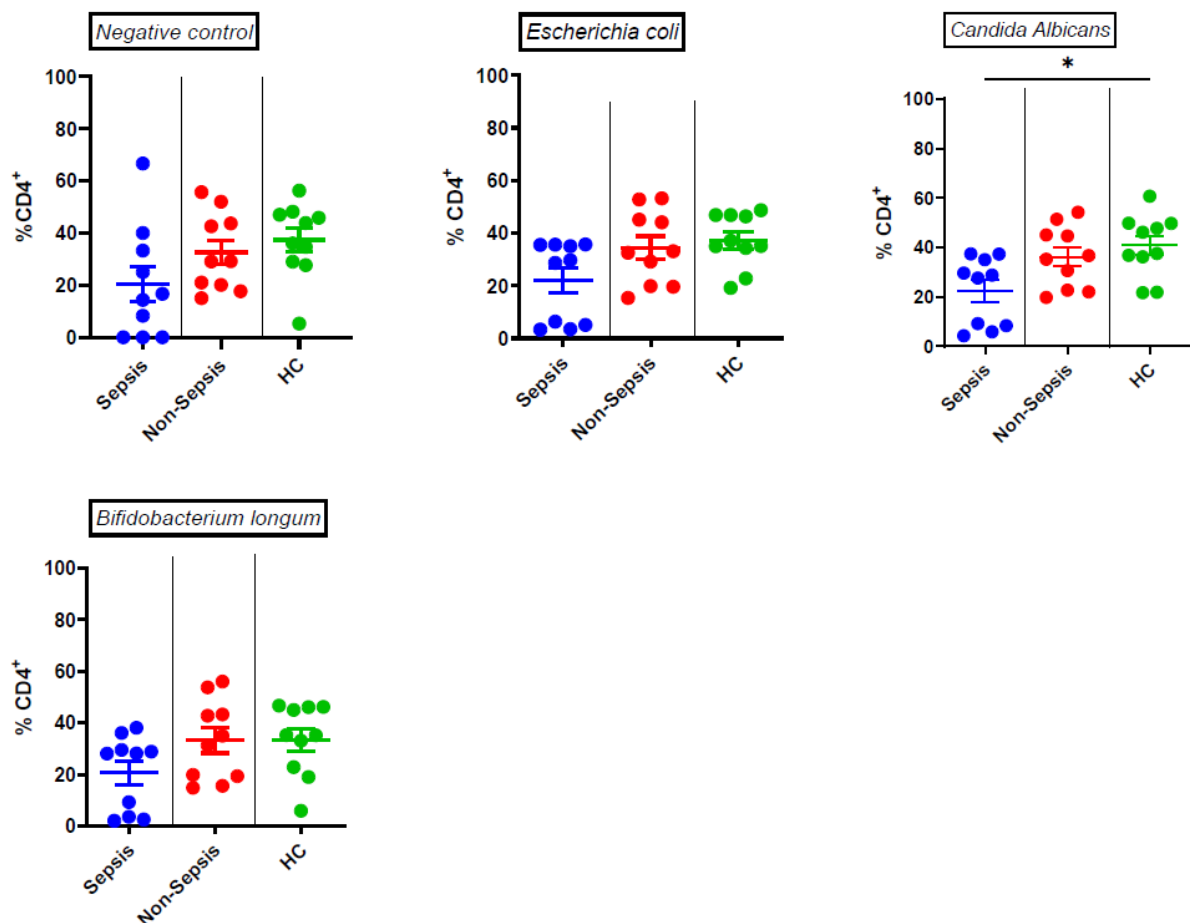 Negative control
100
80
60
40
20
0
%CD4+
Sepsis
Non-Sepsis
HC
Escherichia coli
100
80
60
40
20
0
% CD4+
Sepsis
Non-Sepsis
HC
Candida Albicans
*
100
80
60
40
20
0
% CD4+
Sepsis
Non-Sepsis
HC
Bifidobacterium longum
100
80
60
40
20
0
% CD4+
Sepsis
Non-Sepsis
HC